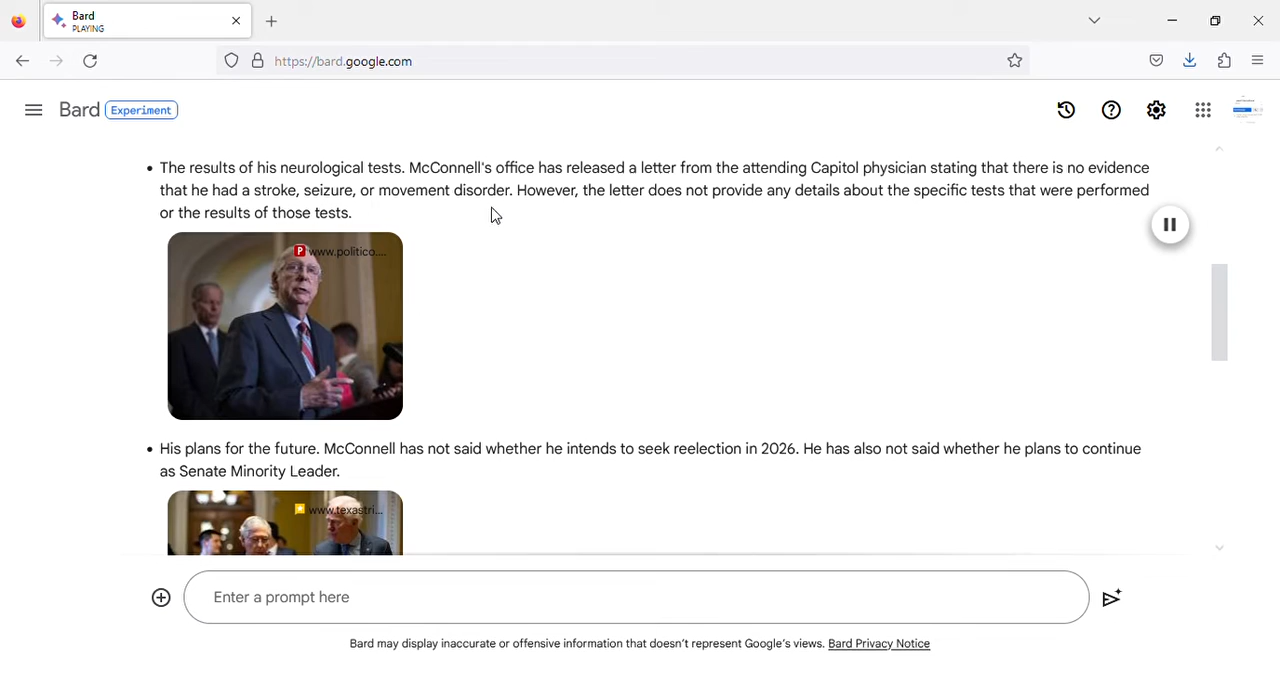 Bard
PLAYING
https://bard.google.com
Bard Experiment
• The results of his neurological tests. McConnell's office has released a letter from the attending Capitol physician stating that there is no evidence
that he had a stroke, seizure, or movement disorder. However, the letter does not provide any details about the specific tests that were performed
or the results of those tests.
P www.politico....
• His plans for the future. McConnell has not said whether he intends to seek reelection in 2026. He has also not said whether he plans to continue
as Senate Minority Leader.
www.texastri...
Enter a prompt here
Bard may display inaccurate or offensive information that doesn't represent Google's views. Bard Privacy Notice